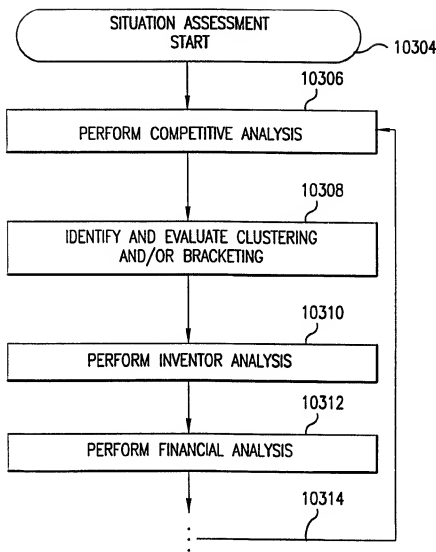 SITUATION ASSESSMENT
START
10304
10306
PERFORM COMPETITIVE ANALYSIS
10308
IDENTIFY AND EVALUATE CLUSTERING
AND/OR BRACKETING
10310
PERFORM INVENTOR ANALYSIS
10312
PERFORM FINANCIAL ANALYSIS
10314